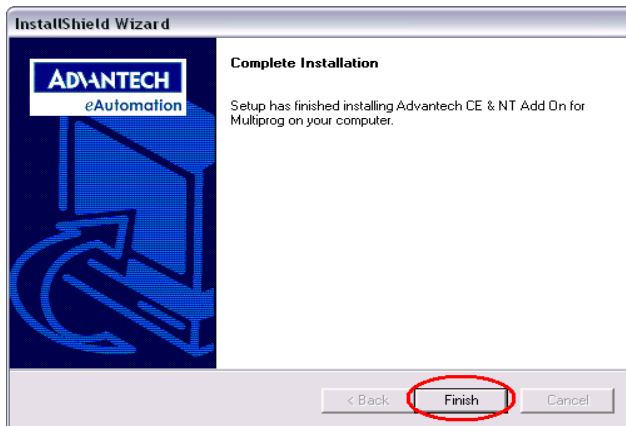 InstallShield Wizard
ADVANTECH
eAutomation
Complete Installation
Setup has finished installing Advantech CE & NT Add On for
Multiprog on your computer.
< Back
Finish
Cancel